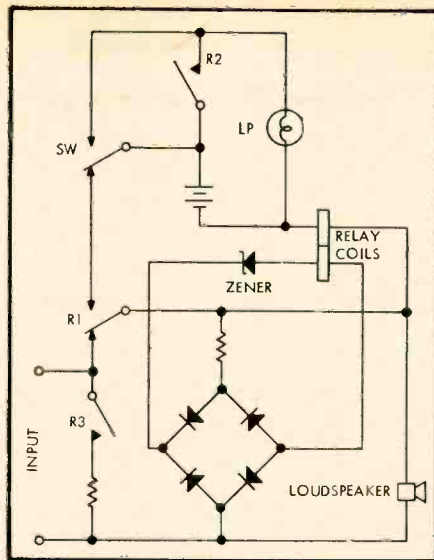 R2
LP
SW
RELAY
COILS
ZENER
R1
R3
INPUT
LOUDSPEAKER